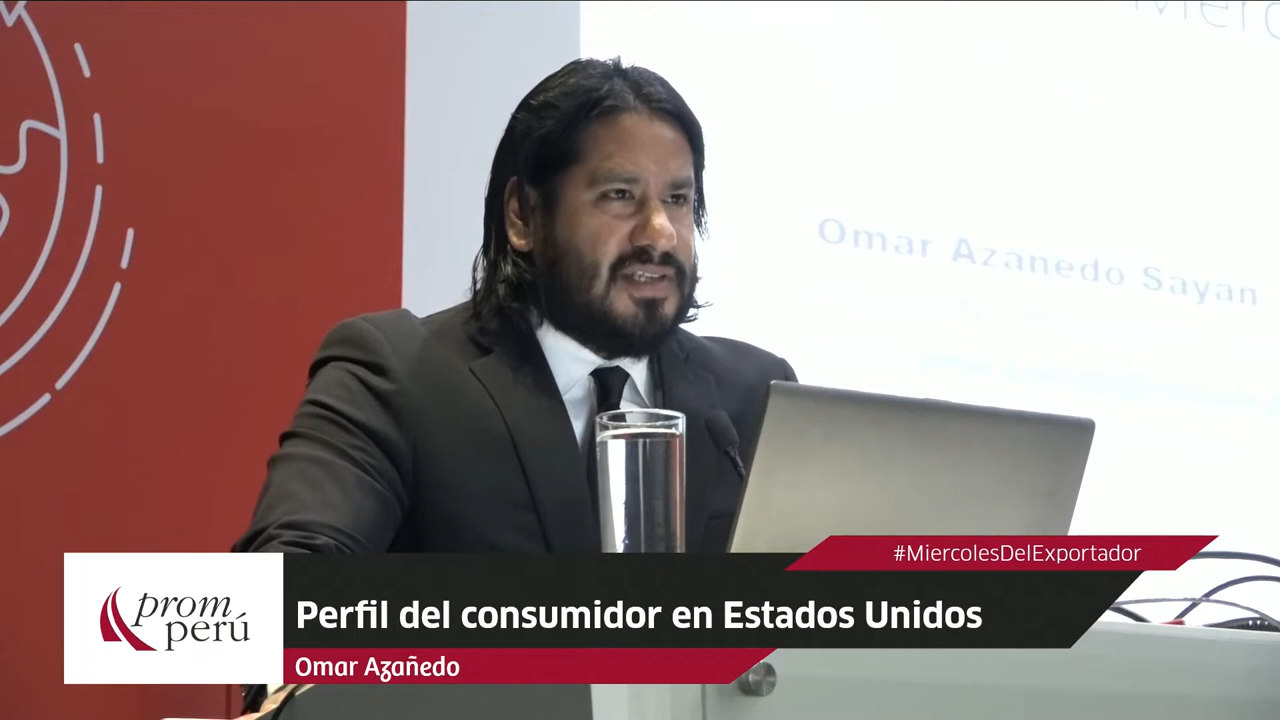 Omar Azanedo Sayan
#MiercolesDelExportador
prom
perú
Perfil del consumidor en Estados Unidos
Omar Azañedo